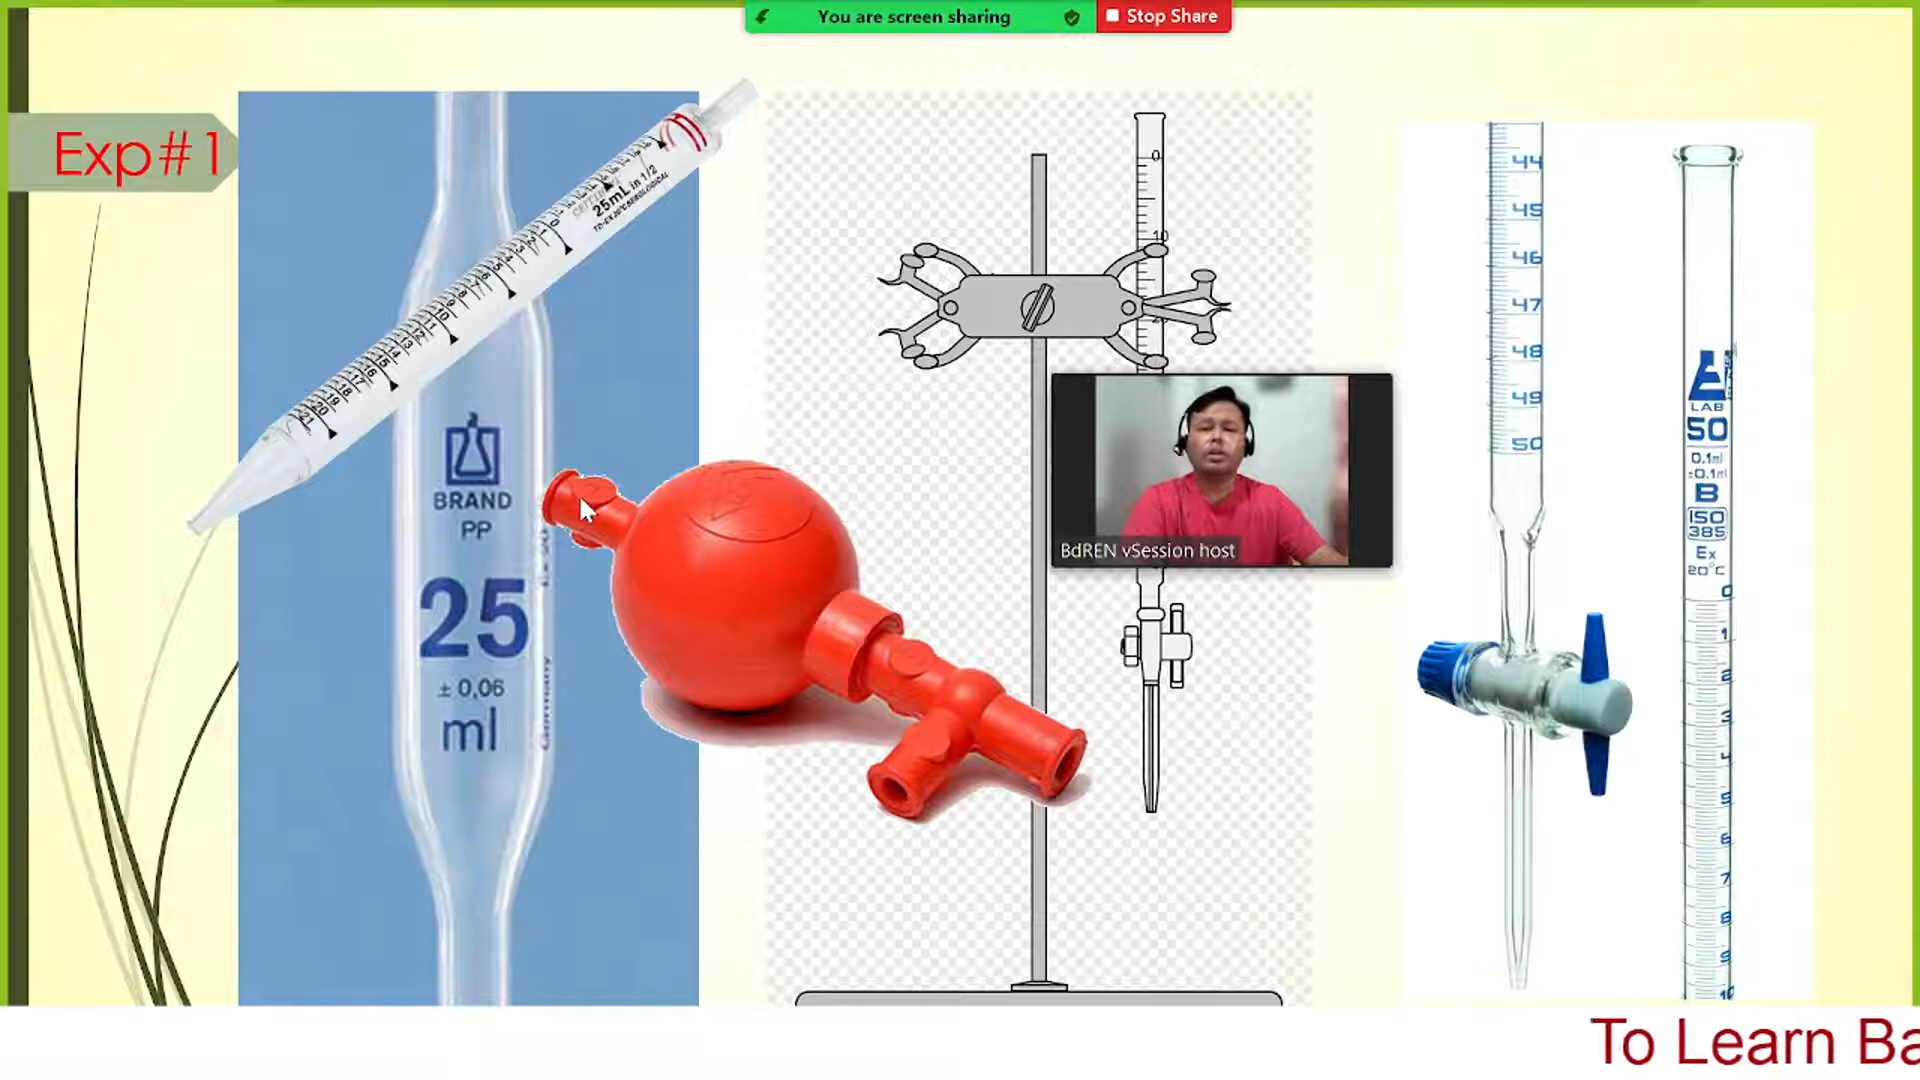 You are screen sharing
Stop Share
Exp#1
25mL in 1/2
BRAND
PP
25
± 0,06
ml
Germany
0
10
BdREN vSession host
44
45
46
47
48
49
50
LAB
50
0.1ml
±0.1ml
B
ISO
385
Ex
20°C
0
1
2
3
4
5
6
7
8
9
10
To Learn Ba